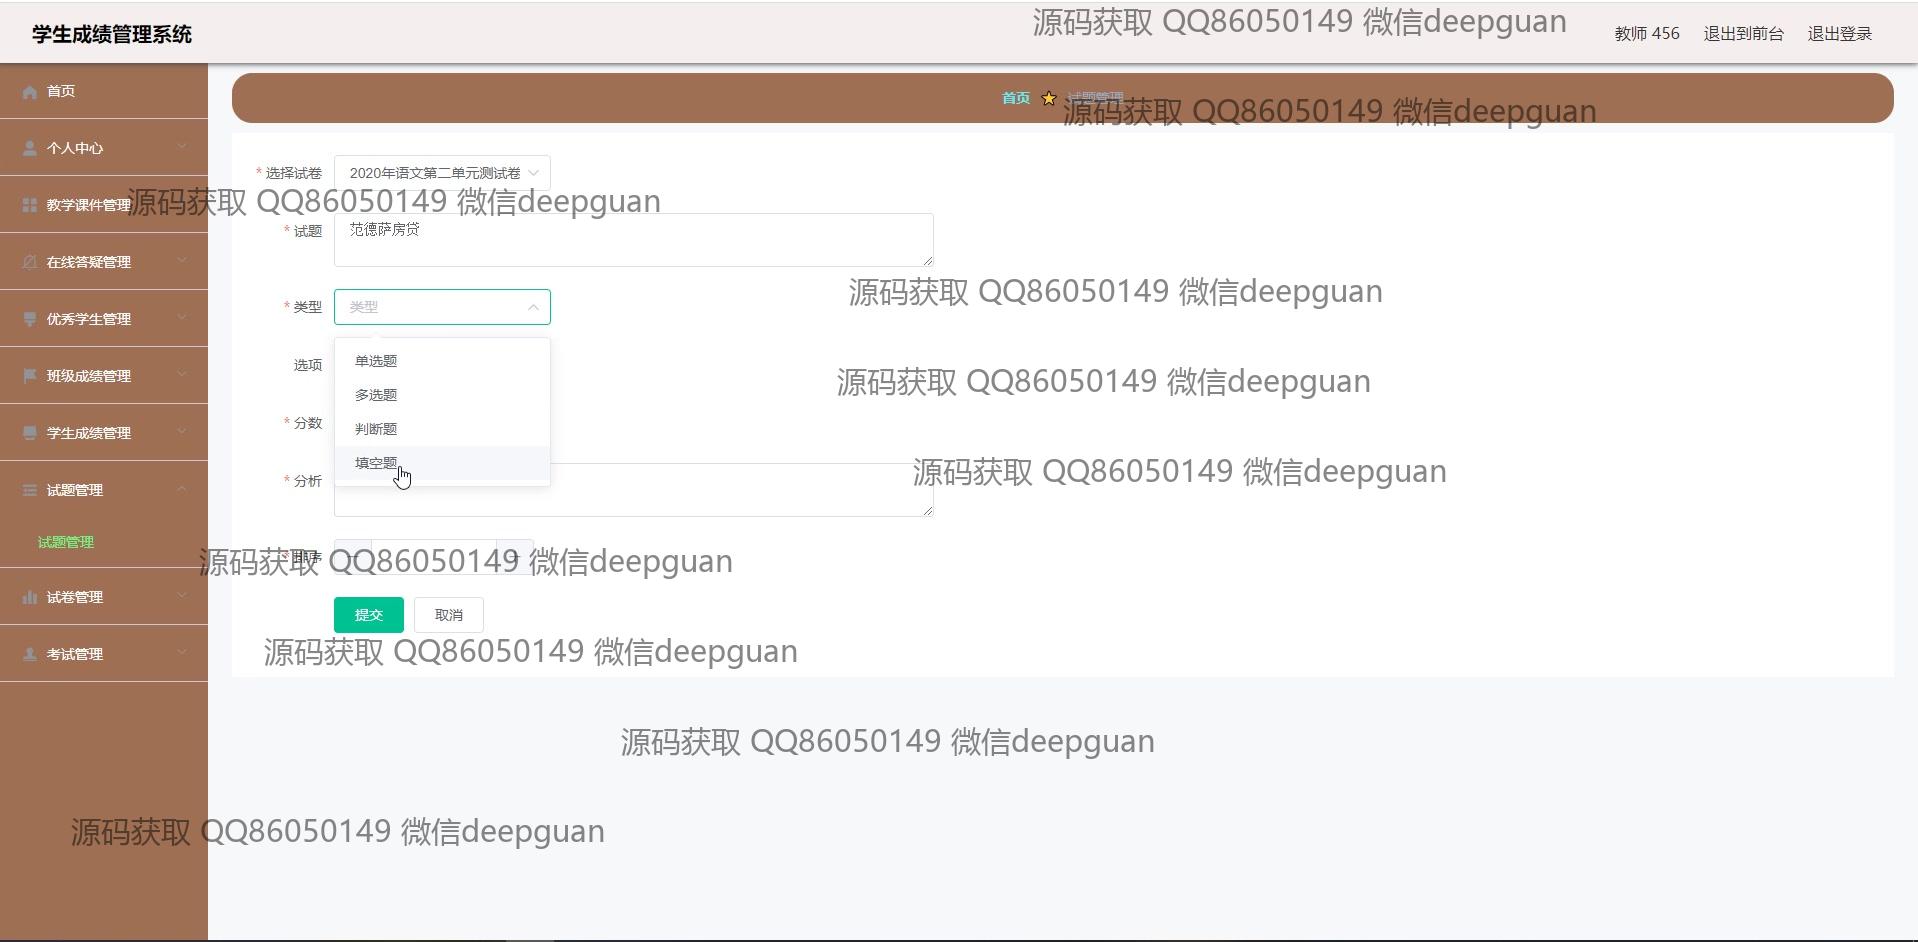 学生成绩管理系统
源码获取 QQ86050149 微信deepguan
教师 456 退出到前台 退出登录
首页
首页 试题管理
源码获取 QQ86050149 微信deepguan
个人中心
* 选择试卷 2020年语文第二单元测试卷
教学课件管理
源码获取 QQ86050149 微信deepguan
* 试题 范德萨房贷
在线答疑管理
源码获取 QQ86050149 微信deepguan
* 类型 类型
优秀学生管理
选项 单选题
班级成绩管理
源码获取 QQ86050149 微信deepguan
多选题
* 分数 判断题
学生成绩管理
填空题
源码获取 QQ86050149 微信deepguan
* 分析
试题管理
试题管理
* 排序
源码获取 QQ86050149 微信deepguan
试卷管理
提交 取消
考试管理
源码获取 QQ86050149 微信deepguan
源码获取 QQ86050149 微信deepguan
源码获取 QQ86050149 微信deepguan